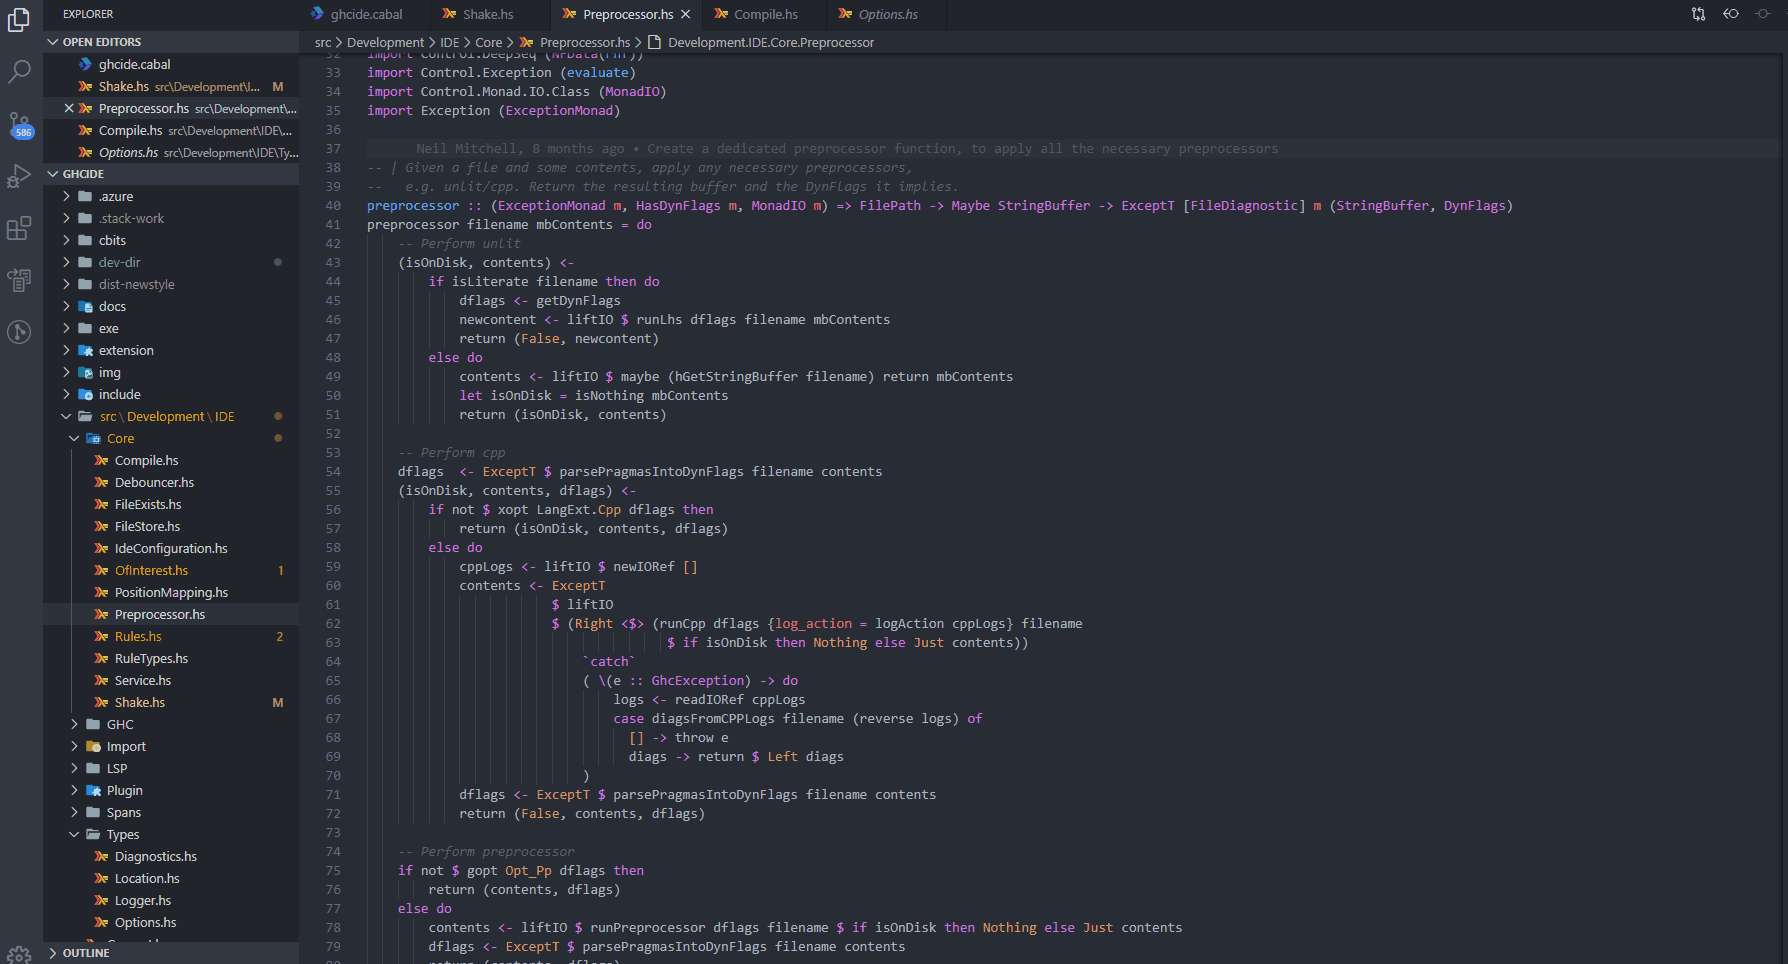 EXPLORER
OPEN EDITORS
ghcide.cabal
Shake.hs src\Development\I... M
Preprocessor.hs src\Development\...
Compile.hs src\Development\IDE\...
Options.hs src\Development\IDE\Ty...
586
GHCIDE
.azure
.stack-work
cbits
dev-dir
dist-newstyle
docs
exe
extension
img
include
src \ Development \ IDE
Core
Compile.hs
Debouncer.hs
FileExists.hs
FileStore.hs
IdeConfiguration.hs
OfInterest.hs 1
PositionMapping.hs
Preprocessor.hs
Rules.hs 2
RuleTypes.hs
Service.hs
Shake.hs M
GHC
Import
LSP
Plugin
Spans
Types
Diagnostics.hs
Location.hs
Logger.hs
Options.hs
OUTLINE
ghcide.cabal Shake.hs Preprocessor.hs Compile.hs Options.hs
src > Development > IDE > Core > Preprocessor.hs > Development.IDE.Core.Preprocessor
32 import Control.DeepSeq (NFData(rnf))
33 import Control.Exception (evaluate)
34 import Control.Monad.IO.Class (MonadIO)
35 import Exception (ExceptionMonad)
36
37 Neil Mitchell, 8 months ago • Create a dedicated preprocessor function, to apply all the necessary preprocessors
38 -- | Given a file and some contents, apply any necessary preprocessors,
39 --   e.g. unlit/cpp. Return the resulting buffer and the DynFlags it implies.
40 preprocessor :: (ExceptionMonad m, HasDynFlags m, MonadIO m) => FilePath -> Maybe StringBuffer -> ExceptT [FileDiagnostic] m (StringBuffer, DynFlags)
41 preprocessor filename mbContents = do
42     -- Perform unlit
43     (isOnDisk, contents) <-
44         if isLiterate filename then do
45             dflags <- getDynFlags
46             newcontent <- liftIO $ runLhs dflags filename mbContents
47             return (False, newcontent)
48         else do
49             contents <- liftIO $ maybe (hGetStringBuffer filename) return mbContents
50             let isOnDisk = isNothing mbContents
51             return (isOnDisk, contents)
52
53     -- Perform cpp
54     dflags  <- ExceptT $ parsePragmasIntoDynFlags filename contents
55     (isOnDisk, contents, dflags) <-
56         if not $ xopt LangExt.Cpp dflags then
57             return (isOnDisk, contents, dflags)
58         else do
59             cppLogs <- liftIO $ newIORef []
60             contents <- ExceptT
61                         $ liftIO
62                         $ (Right <$> (runCpp dflags {log_action = logAction cppLogs} filename
63                                        $ if isOnDisk then Nothing else Just contents))
64                             `catch`
65                             ( \(e :: GhcException) -> do
66                                 logs <- readIORef cppLogs
67                                 case diagsFromCPPLogs filename (reverse logs) of
68                                   [] -> throw e
69                                   diags -> return $ Left diags
70                             )
71             dflags <- ExceptT $ parsePragmasIntoDynFlags filename contents
72             return (False, contents, dflags)
73
74     -- Perform preprocessor
75     if not $ gopt Opt_Pp dflags then
76         return (contents, dflags)
77     else do
78         contents <- liftIO $ runPreprocessor dflags filename $ if isOnDisk then Nothing else Just contents
79         dflags <- ExceptT $ parsePragmasIntoDynFlags filename contents
80         return (contents, dflags)